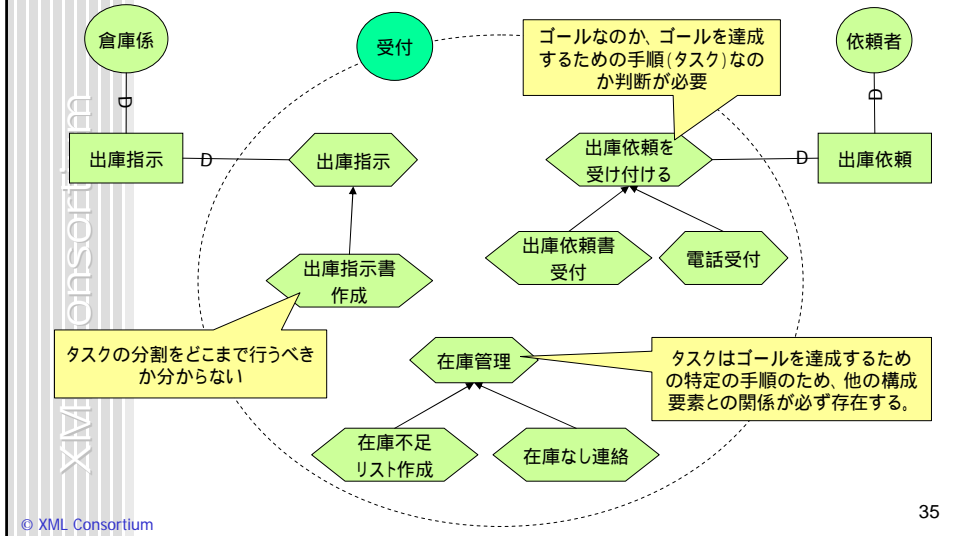 倉庫係
受付
ゴールなのか、ゴールを達成
するための手順(タスク)なの
か判断が必要
依頼者
D
D
出庫指示
D
出庫指示
出庫依頼を
受け付ける
D
出庫依頼
出庫依頼書
受付
電話受付
出庫指示書
作成
タスクの分割をどこまで行うべき
か分からない
在庫管理
タスクはゴールを達成するため
の特定の手順のため、他の構成
要素との関係が必ず存在する。
在庫不足
リスト作成
在庫なし連絡
XML Consortium
© XML Consortium
35